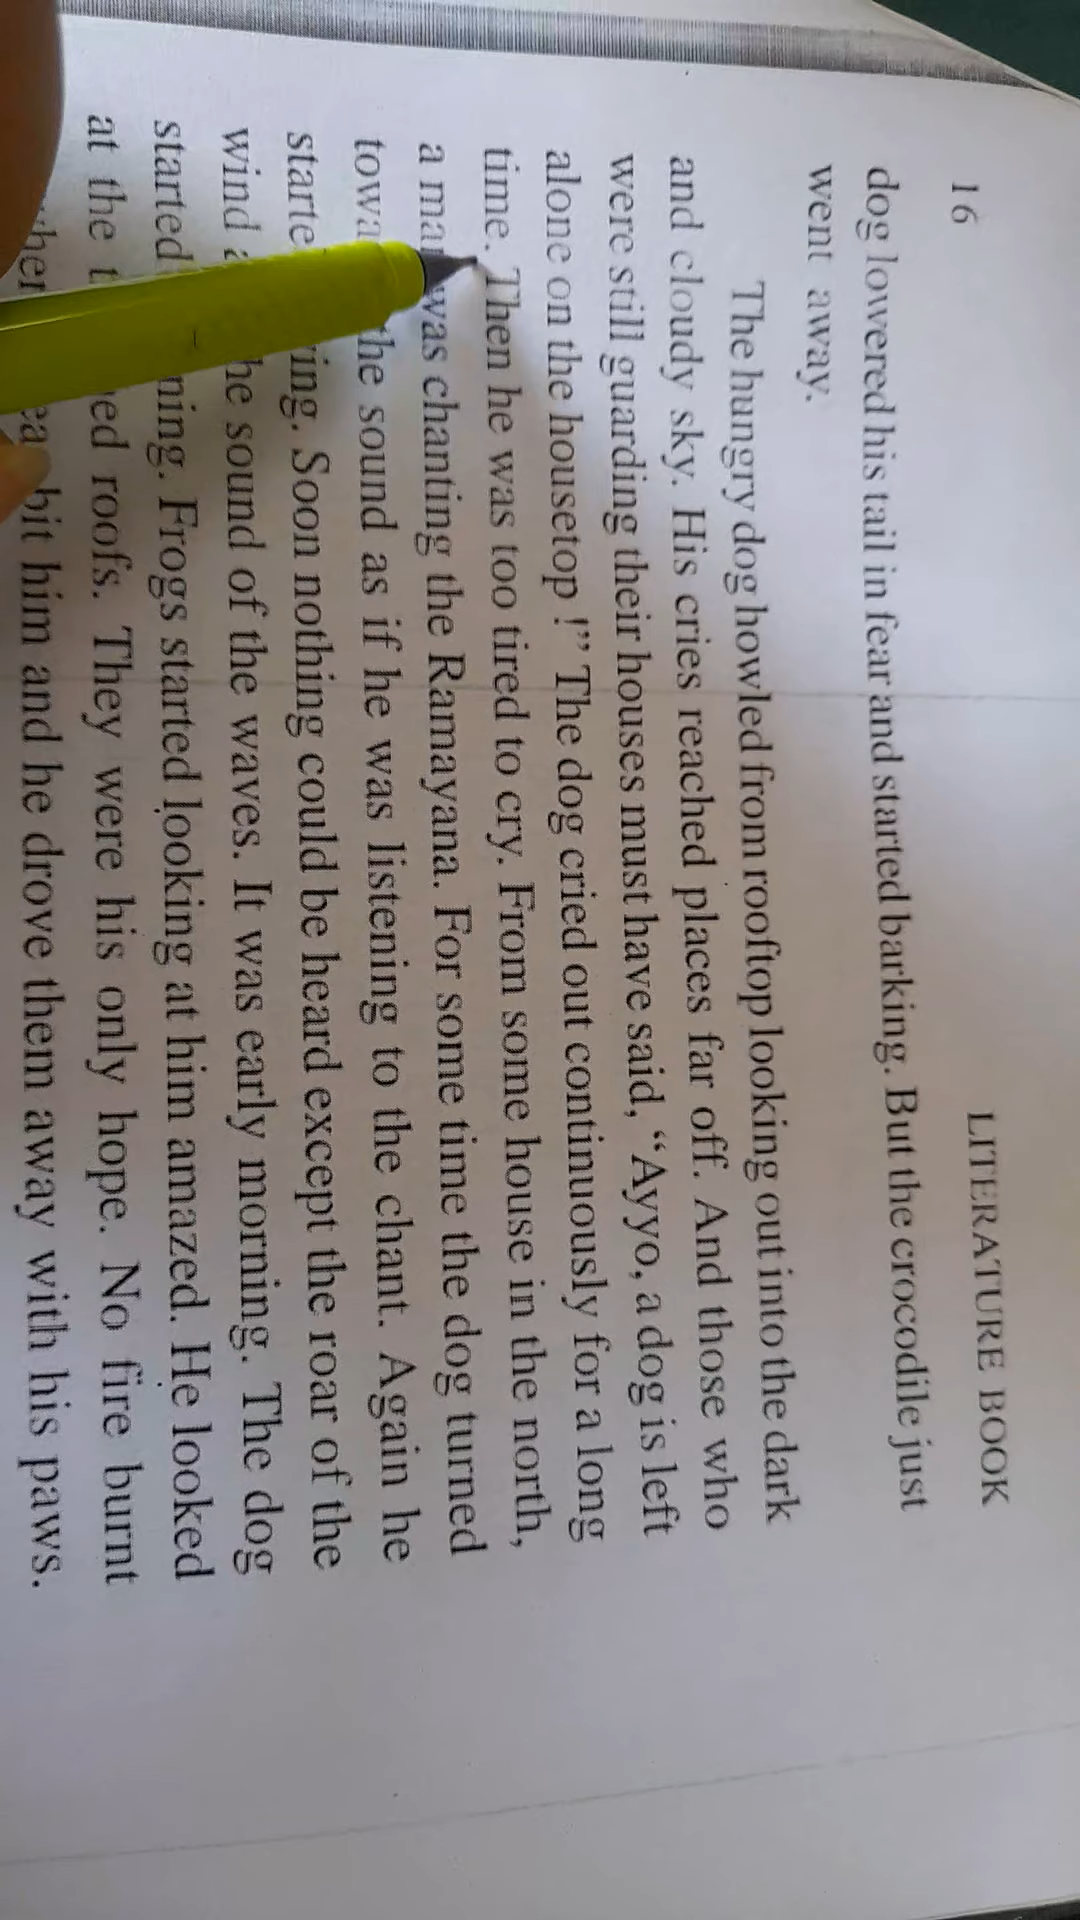 16 LITERATURE BOOK
dog lowered his tail in fear and started barking. But the crocodile just
went away.
The hungry dog howled from rooftop looking out into the dark
and cloudy sky. His cries reached places far off. And those who
were still guarding their houses must have said, “Ayyo, a dog is left
alone on the housetop !” The dog cried out continuously for a long
time. Then he was too tired to cry. From some house in the north,
a was chanting the Ramayana. For some time the dog turned
the sound as if he was listening to the chant. Again he
Soon nothing could be heard except the roar of the
wind the sound of the waves. It was early morning. The dog
started Frogs started looking at him amazed. He looked
at the roofs. They were his only hope. No fire burnt
bit him and he drove them away with his paws.